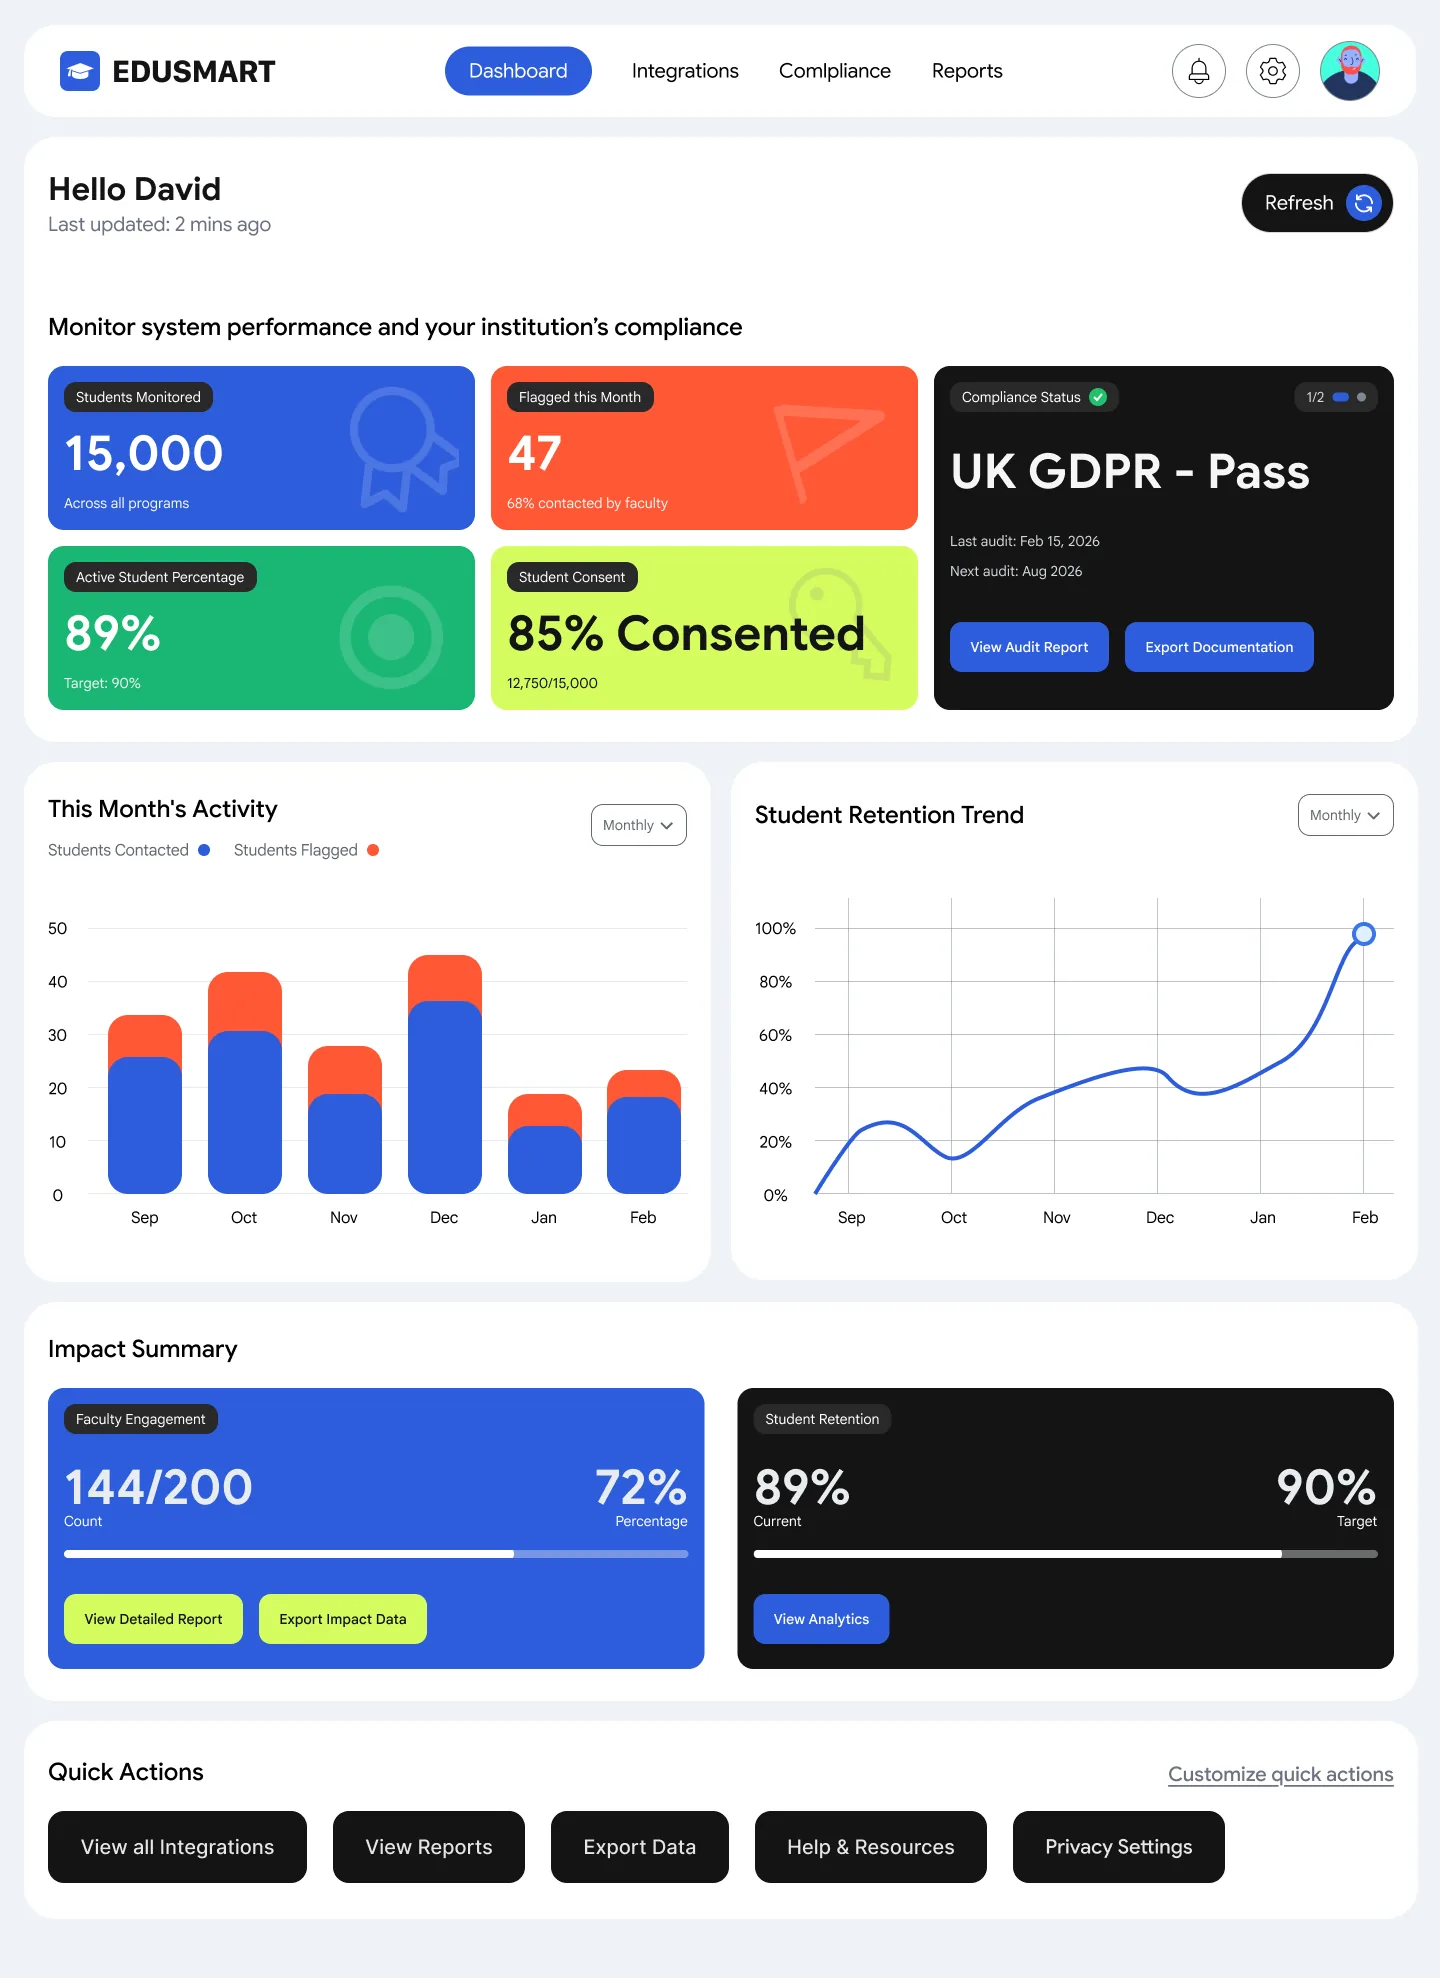 EDUSMART
Dashboard
Integrations
Comlpliance
Reports
Hello David
Last updated: 2 mins ago
Refresh
Monitor system performance and your institution’s compliance
Students Monitored
15,000
Across all programs
Flagged this Month
47
68% contacted by faculty
Compliance Status
1/2
UK GDPR - Pass
Last audit: Feb 15, 2026
Next audit: Aug 2026
View Audit Report
Export Documentation
Active Student Percentage
89%
Target: 90%
Student Consent
85% Consented
12,750/15,000
This Month's Activity
Students Contacted
Students Flagged
Monthly
50
40
30
20
10
0
Sep
Oct
Nov
Dec
Jan
Feb
Student Retention Trend
Monthly
100%
80%
60%
40%
20%
0%
Sep
Oct
Nov
Dec
Jan
Feb
Impact Summary
Faculty Engagement
144/200
Count
72%
Percentage
View Detailed Report
Export Impact Data
Student Retention
89%
Current
90%
Target
View Analytics
Quick Actions
Customize quick actions
View all Integrations
View Reports
Export Data
Help & Resources
Privacy Settings